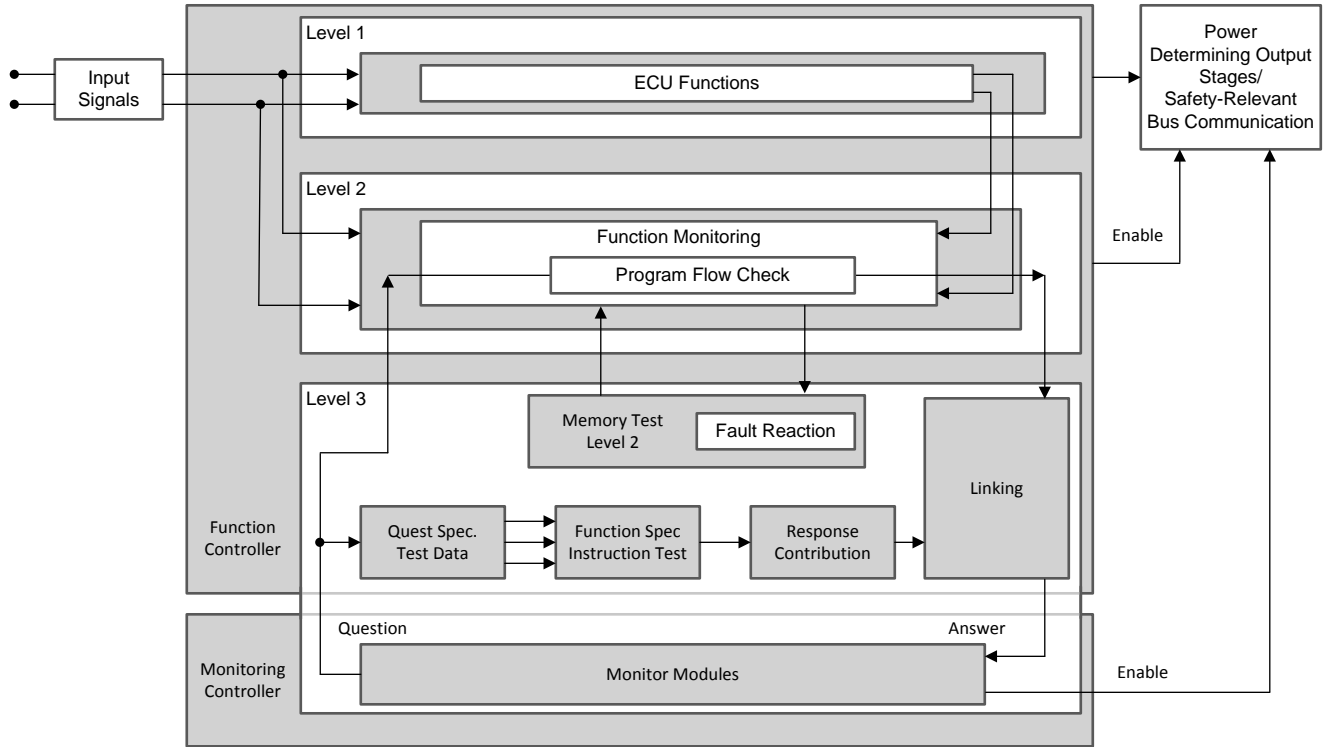 Level 1
Input
Signals
ECU Functions
Power
Determining Output
Stages/
Safety-Relevant
Bus Communication
Level 2
Function Monitoring
Program Flow Check
Enable
Level 3
Memory Test
Level 2
Fault Reaction
Linking
Function
Controller
Quest Spec.
Test Data
Function Spec
Instruction Test
Response
Contribution
Question
Answer
Monitoring
Controller
Monitor Modules
Enable